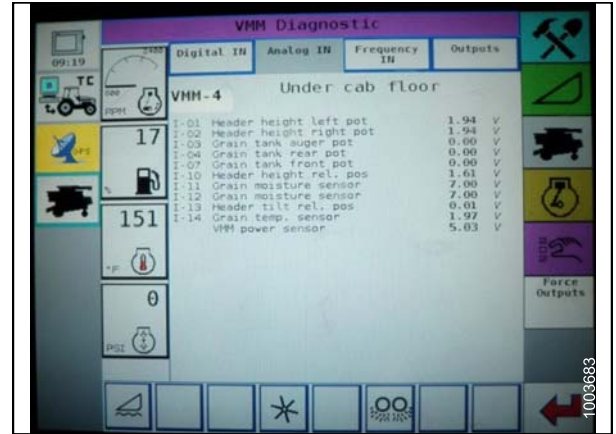 VMM Diagnostic
09:19
TC
GPS
2400
600
RPM
17
%
151
°F
0
PSI
Digital IN
Analog IN
Frequency
IN
Outputs
VMM-4
Under cab floor
I-01 Header height left pot 1.94 V
I-02 Header height right pot 1.94 V
I-03 Grain tank auger pot 0.00 V
I-04 Grain tank rear pot 0.00 V
I-07 Grain tank front pot 0.00 V
I-10 Header height rel. pos 1.61 V
I-11 Grain moisture sensor 7.00 V
I-12 Grain moisture sensor 7.00 V
I-13 Header tilt rel. pos 0.01 V
I-14 Grain temp. sensor 1.97 V
VMM power sensor 5.03 V
Force
Outputs
1003683